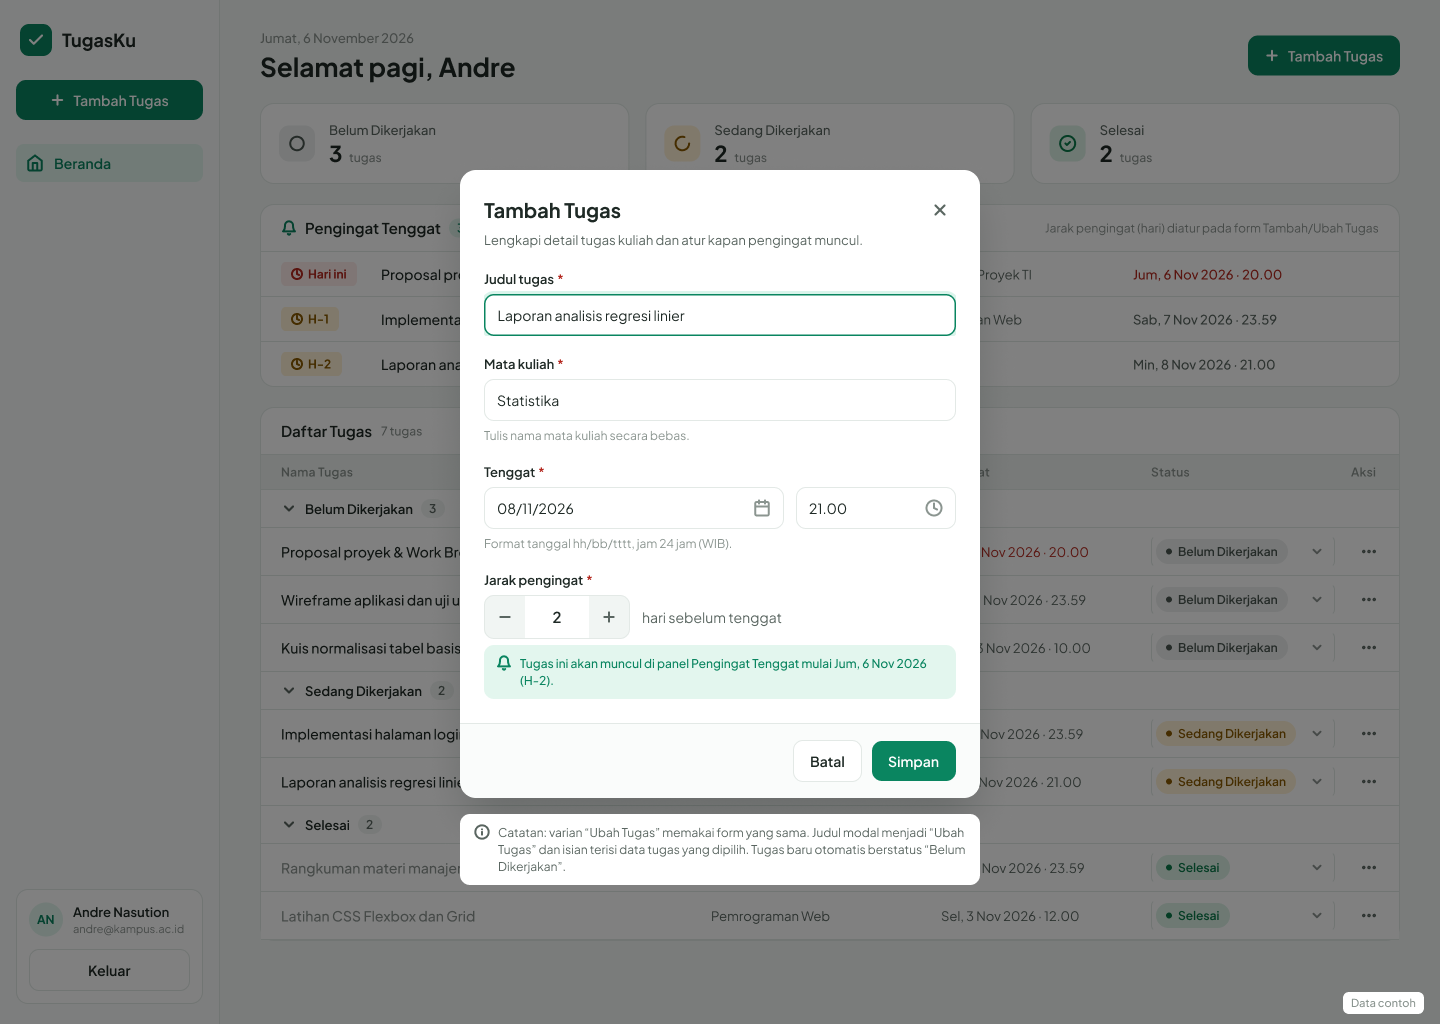 TugasKu
Tambah Tugas
Beranda
Jumat, 6 November 2026
Selamat pagi, Andre
Tambah Tugas
Belum Dikerjakan
3 tugas
Sedang Dikerjakan
2 tugas
Selesai
2 tugas
Pengingat Tenggat
Jarak pengingat (hari) diatur pada form Tambah/Ubah Tugas
Hari ini Proposal Proyek TI Jum, 6 Nov 2026 · 20.00
H-1 Web Sab, 7 Nov 2026 · 23.59
H-2 Laporan Min, 8 Nov 2026 · 21.00
Daftar Tugas 7 tugas
Nama Tugas Status Aksi
Belum Dikerjakan 3
Proposal proyek & Work Nov 2026 · 20.00 Belum Dikerjakan
Wireframe aplikasi dan uji Nov 2026 · 23.59 Belum Dikerjakan
Kuis normalisasi tabel basis Nov 2026 · 10.00 Belum Dikerjakan
Sedang Dikerjakan 2
Implementasi halaman Nov 2026 · 23.59 Sedang Dikerjakan
Laporan analisis regresi Nov 2026 · 21.00 Sedang Dikerjakan
Selesai 2
Rangkuman materi Nov 2026 · 23.59 Selesai
Latihan CSS Flexbox dan Grid Pemrograman Web Sel, 3 Nov 2026 · 12.00 Selesai
Tambah Tugas
Lengkapi detail tugas kuliah dan atur kapan pengingat muncul.
Judul tugas *
Laporan analisis regresi linier
Mata kuliah *
Statistika
Tulis nama mata kuliah secara bebas.
Tenggat *
08/11/2026 21.00
Format tanggal hh/bb/tttt, jam 24 jam (WIB).
Jarak pengingat *
− 2 + hari sebelum tenggat
Tugas ini akan muncul di panel Pengingat Tenggat mulai Jum, 6 Nov 2026
(H-2).
Batal Simpan
Catatan: varian “Ubah Tugas” memakai form yang sama. Judul modal menjadi “Ubah
Tugas” dan isian terisi data tugas yang dipilih. Tugas baru otomatis berstatus “Belum
Dikerjakan”.
AN Andre Nasution
andre@kampus.ac.id
Keluar
Data contoh